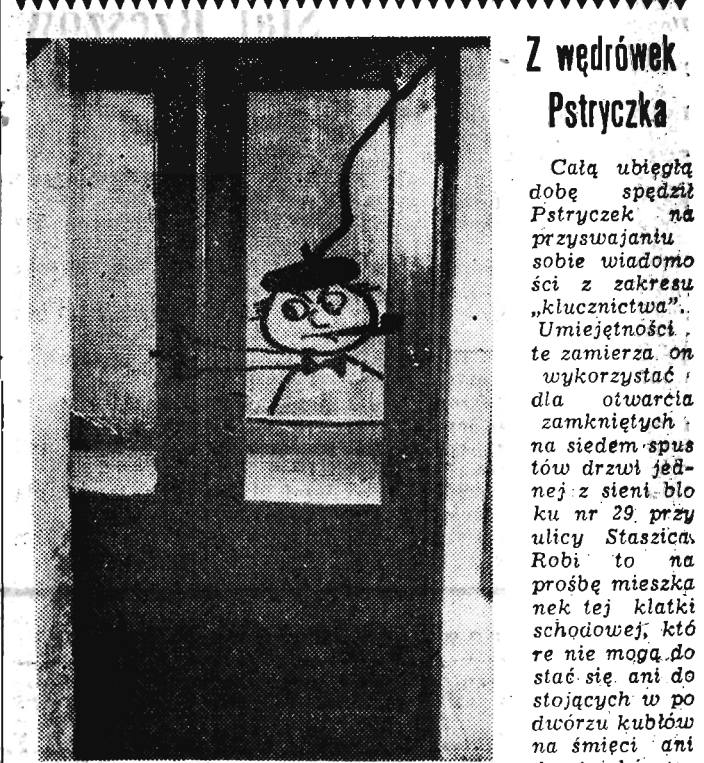 Z wędrówek
Pstryczka
Całą ubiegłą
dobę spędził
Pstryczek na
przyswajaniu
sobie wiadomo
ści z zakresu
„klucznictwa”.
Umiejętności
te zamierza on
wykorzystać
dla otwarcia
zamkniętych
na siedem spus
tów drzwi jed-
nej z sieni blo
ku nr 29 przy
ulicy Staszica.
Robi to na
prośbę mieszka
nek tej klatki
schodowej, któ
re nie mogą do
stać się ani do
stojących w po
dwórzu kubłów
na śmięci ani